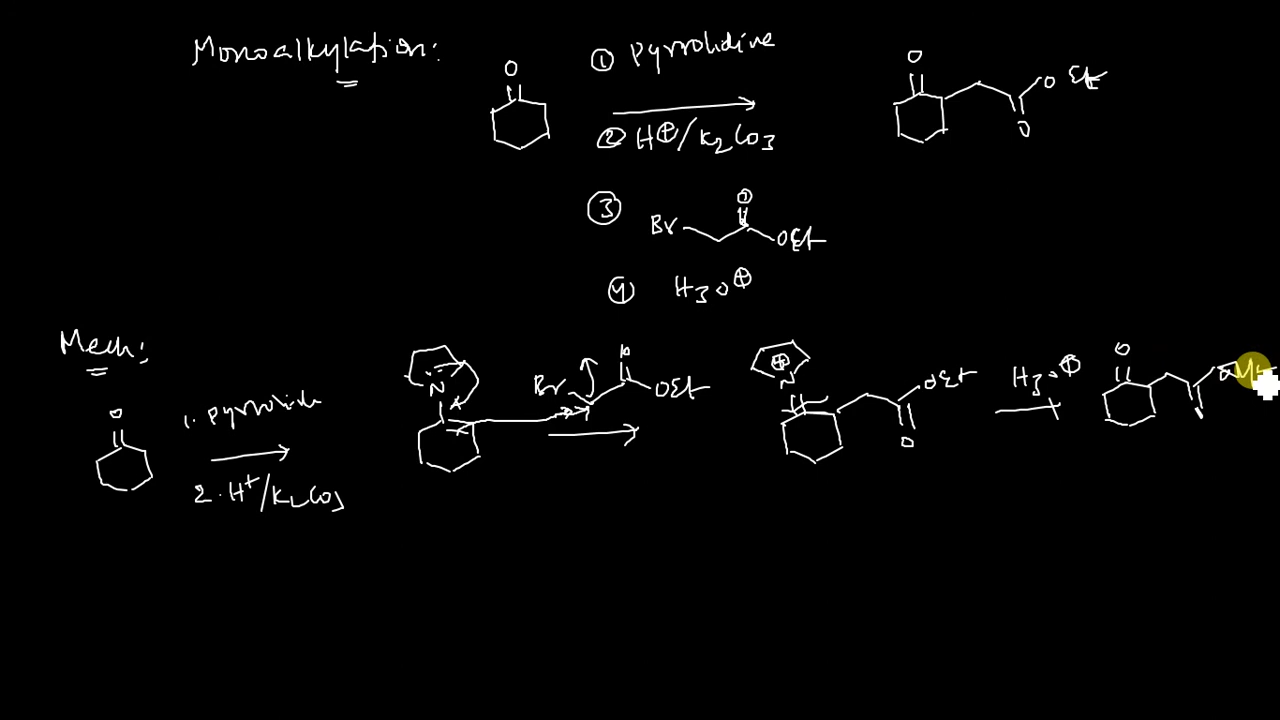 Monoalkylation:
① Pyrrolidine
② H⊕/K2CO3
O
O
O Et
O
③ Br
O
OEt
④ H3O⊕
Mech:
O
1. Pyrrolidine
2. H+/K2CO3
N
Br
O
OEt
⊕
N
OEt
O
H3O⊕
O